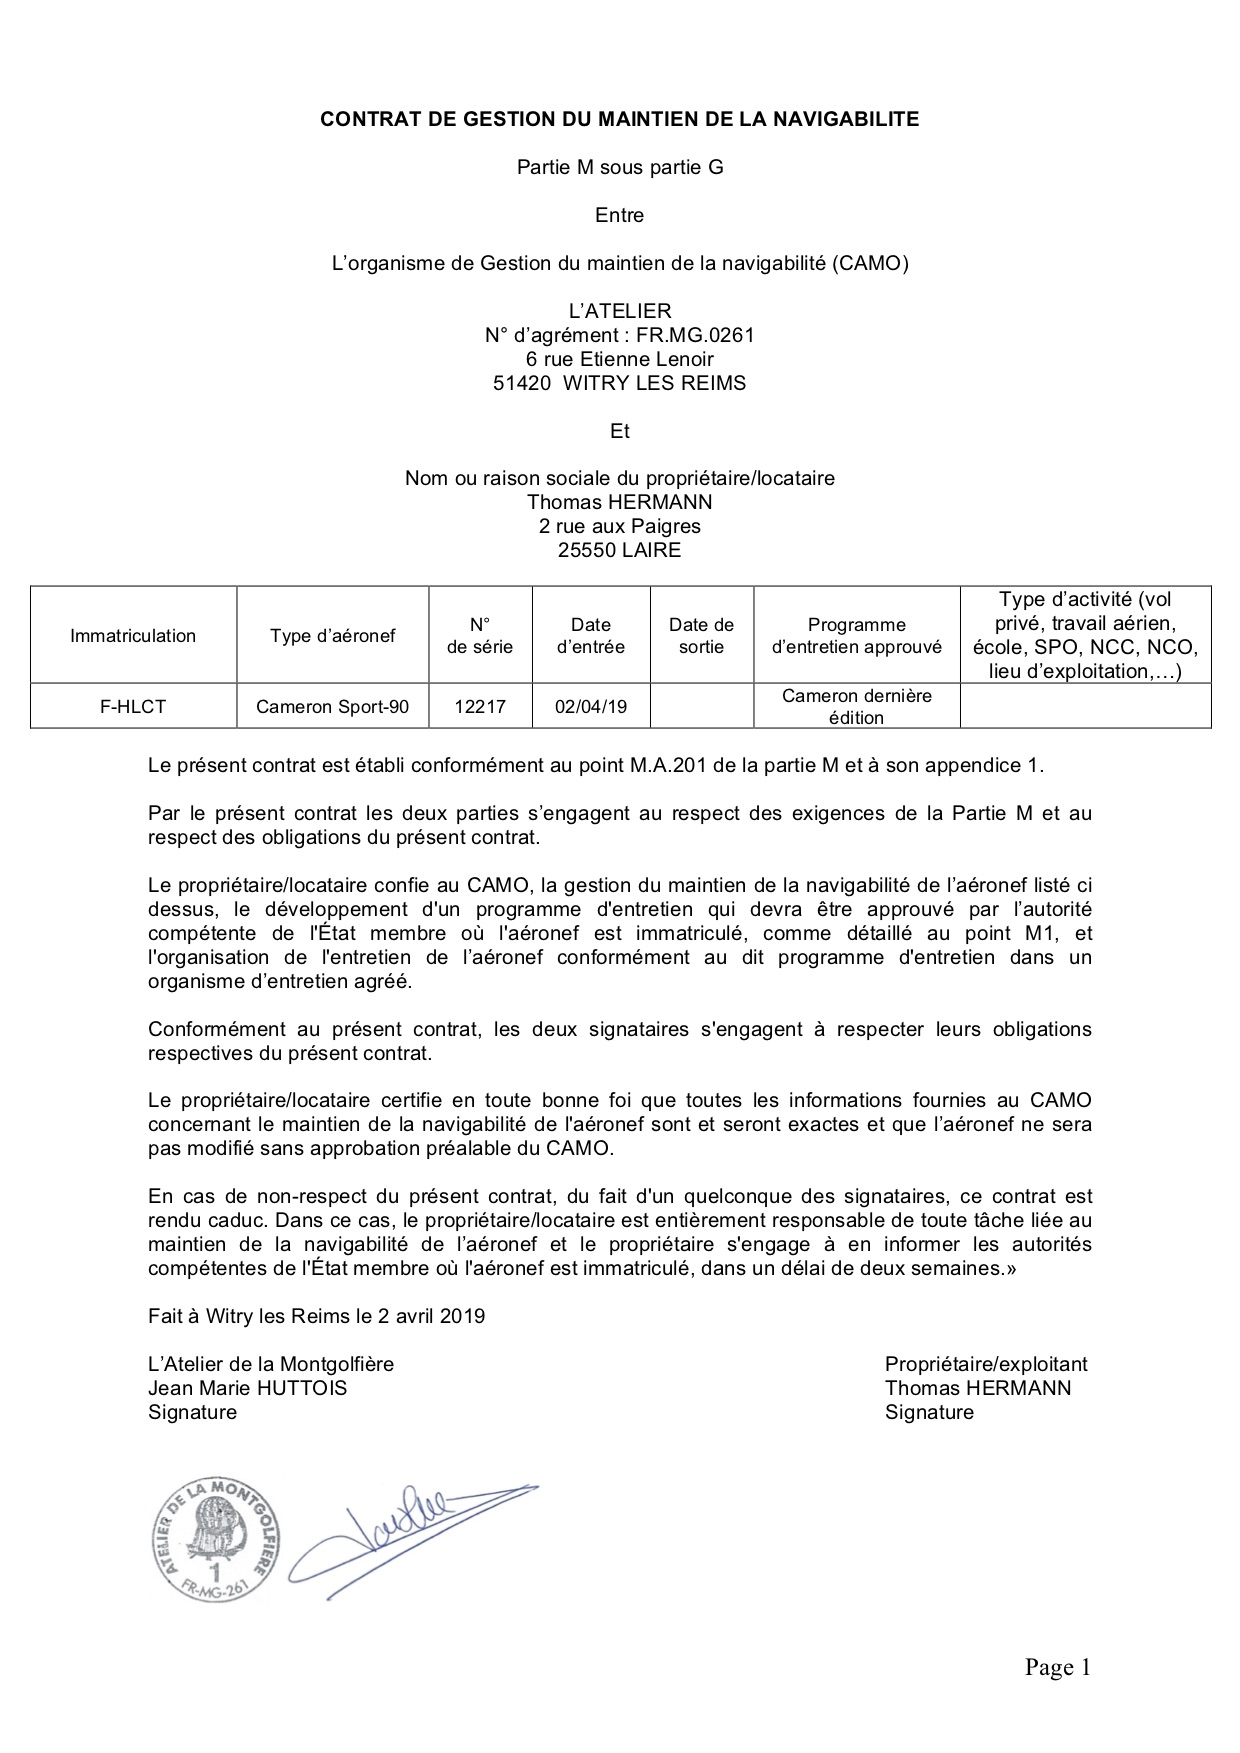 CONTRAT DE GESTION DU MAINTIEN DE LA NAVIGABILITE
Partie M sous partie G
Entre
L’organisme de Gestion du maintien de la navigabilité (CAMO)
L’ATELIER
N° d’agrément : FR.MG.0261
6 rue Etienne Lenoir
51420  WITRY LES REIMS
Et
Nom ou raison sociale du propriétaire/locataire
Thomas HERMANN
2 rue aux Paigres
25550 LAIRE
Immatriculation
Type d’aéronef
N°
de série
Date
d’entrée
Date de
sortie
Programme
d’entretien approuvé
Type d’activité (vol
privé, travail aérien,
école, SPO, NCC, NCO,
lieu d’exploitation,…)
F-HLCT
Cameron Sport-90
12217
02/04/19
Cameron dernière
édition
Le présent contrat est établi conformément au point M.A.201 de la partie M et à son appendice 1.
Par le présent contrat les deux parties s’engagent au respect des exigences de la Partie M et au
respect des obligations du présent contrat.
Le propriétaire/locataire confie au CAMO, la gestion du maintien de la navigabilité de l’aéronef listé ci
dessus, le développement d'un programme d'entretien qui devra être approuvé par l’autorité
compétente de l'État membre où l'aéronef est immatriculé, comme détaillé au point M1, et
l'organisation de l'entretien de l’aéronef conformément au dit programme d'entretien dans un
organisme d’entretien agréé.
Conformément au présent contrat, les deux signataires s'engagent à respecter leurs obligations
respectives du présent contrat.
Le propriétaire/locataire certifie en toute bonne foi que toutes les informations fournies au CAMO
concernant le maintien de la navigabilité de l'aéronef sont et seront exactes et que l’aéronef ne sera
pas modifié sans approbation préalable du CAMO.
En cas de non-respect du présent contrat, du fait d'un quelconque des signataires, ce contrat est
rendu caduc. Dans ce cas, le propriétaire/locataire est entièrement responsable de toute tâche liée au
maintien de la navigabilité de l’aéronef et le propriétaire s'engage à en informer les autorités
compétentes de l'État membre où l'aéronef est immatriculé, dans un délai de deux semaines.»
Fait à Witry les Reims le 2 avril 2019
L’Atelier de la Montgolfière
Jean Marie HUTTOIS
Signature
Propriétaire/exploitant
Thomas HERMANN
Signature
ATELIER DE LA MONTGOLFIERE
1
FR-MG-261
Page 1